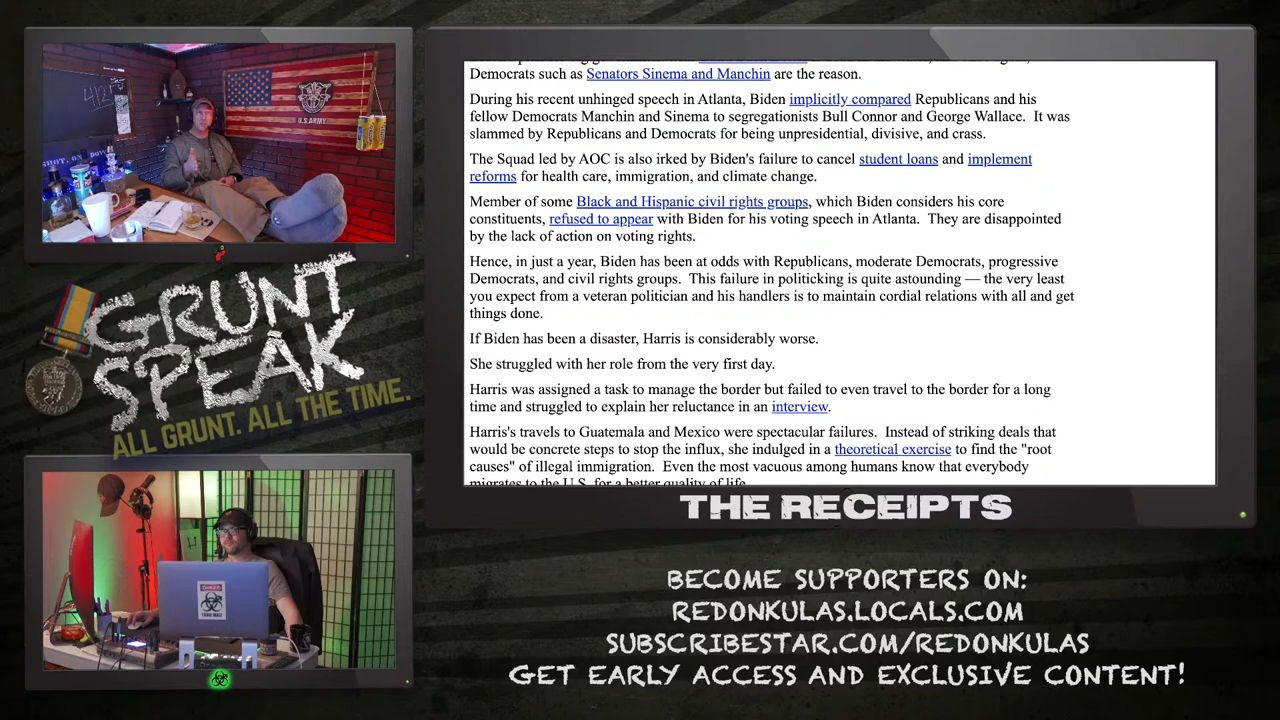 U.S. ARMY
GRUNT
SPEAK
ALL GRUNT. ALL THE TIME.
Democrats such as Senators Sinema and Manchin are the reason.
During his recent unhinged speech in Atlanta, Biden implicitly compared Republicans and his
fellow Democrats Manchin and Sinema to segregationists Bull Connor and George Wallace.  It was
slammed by Republicans and Democrats for being unpresidential, divisive, and crass.
The Squad led by AOC is also irked by Biden's failure to cancel student loans and implement
reforms for health care, immigration, and climate change.
Member of some Black and Hispanic civil rights groups, which Biden considers his core
constituents, refused to appear with Biden for his voting speech in Atlanta.  They are disappointed
by the lack of action on voting rights.
Hence, in just a year, Biden has been at odds with Republicans, moderate Democrats, progressive
Democrats, and civil rights groups.  This failure in politicking is quite astounding — the very least
you expect from a veteran politician and his handlers is to maintain cordial relations with all and get
things done.
If Biden has been a disaster, Harris is considerably worse.
She struggled with her role from the very first day.
Harris was assigned a task to manage the border but failed to even travel to the border for a long
time and struggled to explain her reluctance in an interview.
Harris's travels to Guatemala and Mexico were spectacular failures.  Instead of striking deals that
would be concrete steps to stop the influx, she indulged in a theoretical exercise to find the "root
causes" of illegal immigration.  Even the most vacuous among humans know that everybody
migrates to the U.S. for a better quality of life
THE RECEIPTS
BECOME SUPPORTERS ON:
REDONKULAS.LOCALS.COM
SUBSCRIBESTAR.COM/REDONKULAS
GET EARLY ACCESS AND EXCLUSIVE CONTENT!